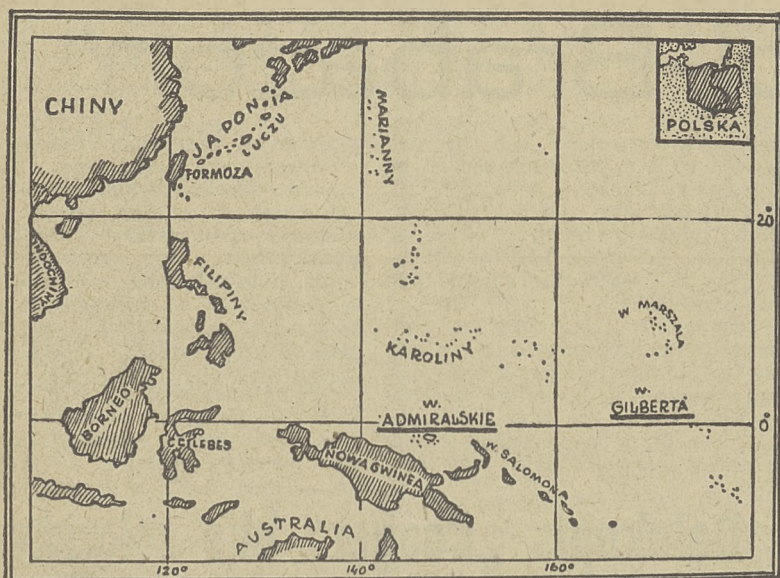 CHINY
JAPONIA
LUCZU
FORMOZA
MARIANNY
POLSKA
20°
INDOCHINY
FILIPINY
KAROLINY
W MARSZALA
BORNEO
CELEBES
w.
ADMIRALSKIE
w.
GILBERTA
0°
NOWA GWINEA
W SALOMONA
AUSTRALIA
120°
140°
160°